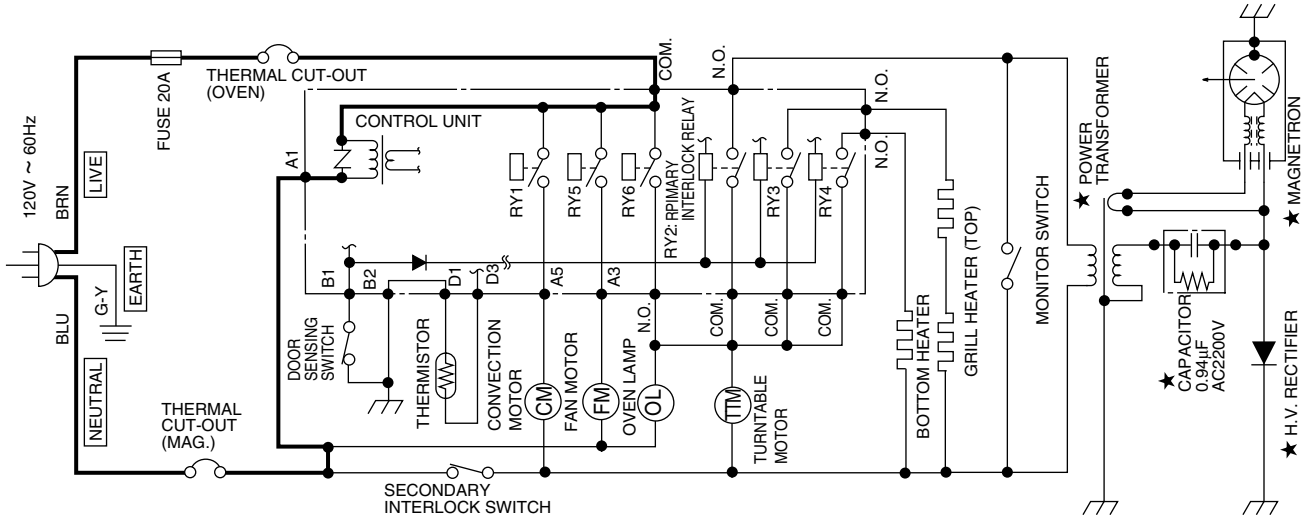 120V ~ 60Hz
BRN
LIVE
BLU
G-Y
EARTH
NEUTRAL
FUSE 20A
THERMAL CUT-OUT
(OVEN)
THERMAL
CUT-OUT
(MAG.)
A1
CONTROL UNIT
COM.
N.O.
N.O.
N.O.
RY1
RY5
RY6
RY2: RPIMARY
INTERLOCK RELAY
RY3
RY4
B1
B2
D1
D3
A5
A3
N.O.
COM.
COM.
COM.
DOOR
SENSING
SWITCH
THERMISTOR
CONVECTION
MOTOR
CM
FAN MOTOR
FM
OVEN LAMP
OL
TURNTABLE
MOTOR
TTM
BOTTOM HEATER
GRILL HEATER (TOP)
MONITOR SWITCH
SECONDARY
INTERLOCK SWITCH
★ POWER
TRANSFORMER
★ CAPACITOR
0.94µF
AC2200V
★ H.V. RECTIFIER
★ MAGNETRON